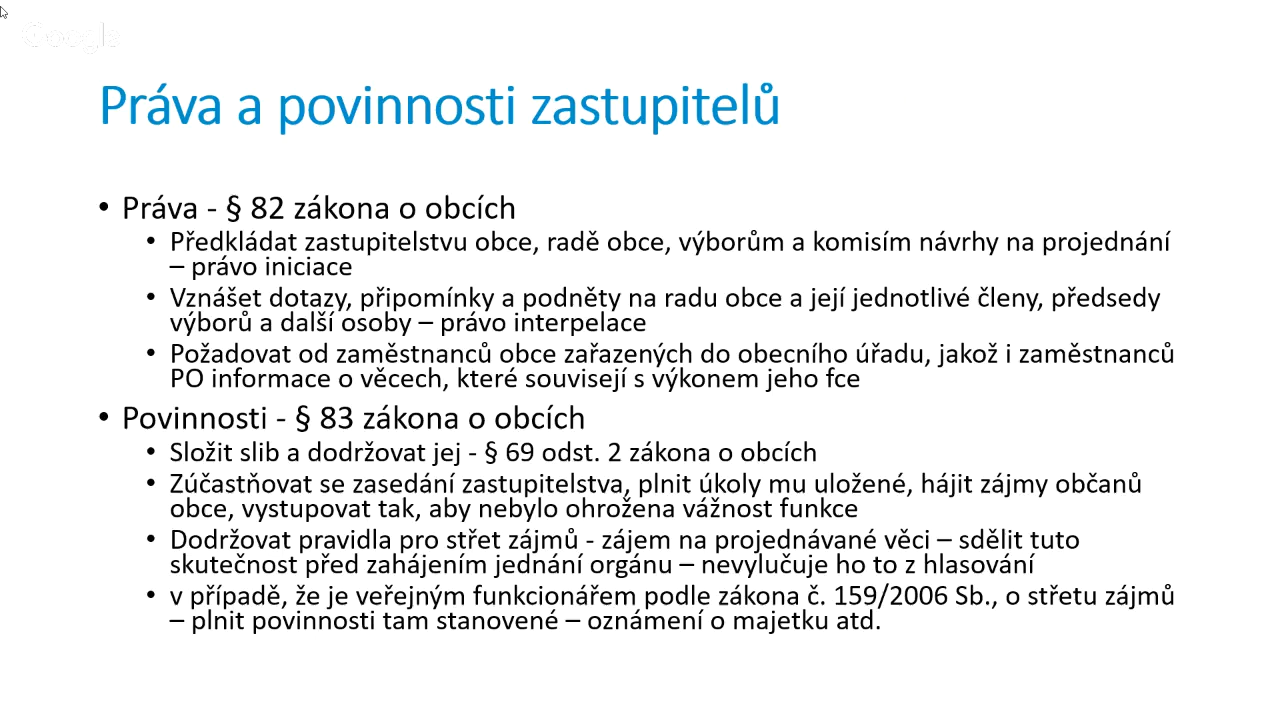 Google
Práva a povinnosti zastupitelů
• Práva - § 82 zákona o obcích
• Předkládat zastupitelstvu obce, radě obce, výborům a komisím návrhy na projednání
– právo iniciace
• Vznášet dotazy, připomínky a podněty na radu obce a její jednotlivé členy, předsedy
výborů a další osoby – právo interpelace
• Požadovat od zaměstnanců obce zařazených do obecního úřadu, jakož i zaměstnanců
PO informace o věcech, které souvisejí s výkonem jeho fce
• Povinnosti - § 83 zákona o obcích
• Složit slib a dodržovat jej - § 69 odst. 2 zákona o obcích
• Zúčastňovat se zasedání zastupitelstva, plnit úkoly mu uložené, hájit zájmy občanů
obce, vystupovat tak, aby nebylo ohrožena vážnost funkce
• Dodržovat pravidla pro střet zájmů - zájem na projednávané věci – sdělit tuto
skutečnost před zahájením jednání orgánu – nevylučuje ho to z hlasování
• v případě, že je veřejným funkcionářem podle zákona č. 159/2006 Sb., o střetu zájmů
– plnit povinnosti tam stanovené – oznámení o majetku atd.